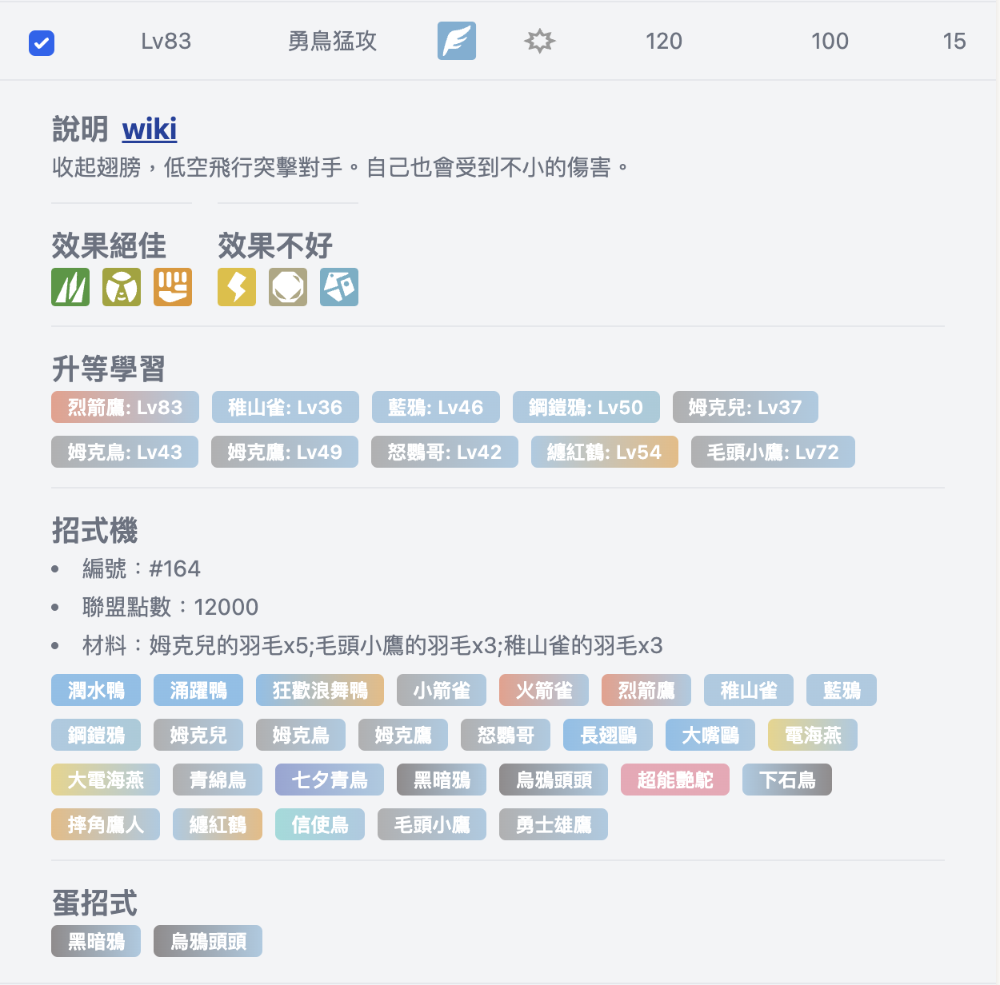 Lv83 勇鳥猛攻 120 100 15
說明 wiki
收起翅膀，低空飛行突擊對手。自己也會受到不小的傷害。
效果絕佳 效果不好
升等學習
烈箭鷹: Lv83 稚山雀: Lv36 藍鴉: Lv46 鋼鎧鴉: Lv50 姆克兒: Lv37
姆克鳥: Lv43 姆克鷹: Lv49 怒鸚哥: Lv42 纏紅鶴: Lv54 毛頭小鷹: Lv72
招式機
• 編號：#164
• 聯盟點數：12000
• 材料：姆克兒的羽毛x5;毛頭小鷹的羽毛x3;稚山雀的羽毛x3
潤水鴨 涌躍鴨 狂歡浪舞鴨 小箭雀 火箭雀 烈箭鷹 稚山雀 藍鴉
鋼鎧鴉 姆克兒 姆克鳥 姆克鷹 怒鸚哥 長翅鷗 大嘴鷗 電海燕
大電海燕 青綿鳥 七夕青鳥 黑暗鴉 烏鴉頭頭 超能艷鴕 下石鳥
摔角鷹人 纏紅鶴 信使鳥 毛頭小鷹 勇士雄鷹
蛋招式
黑暗鴉 烏鴉頭頭